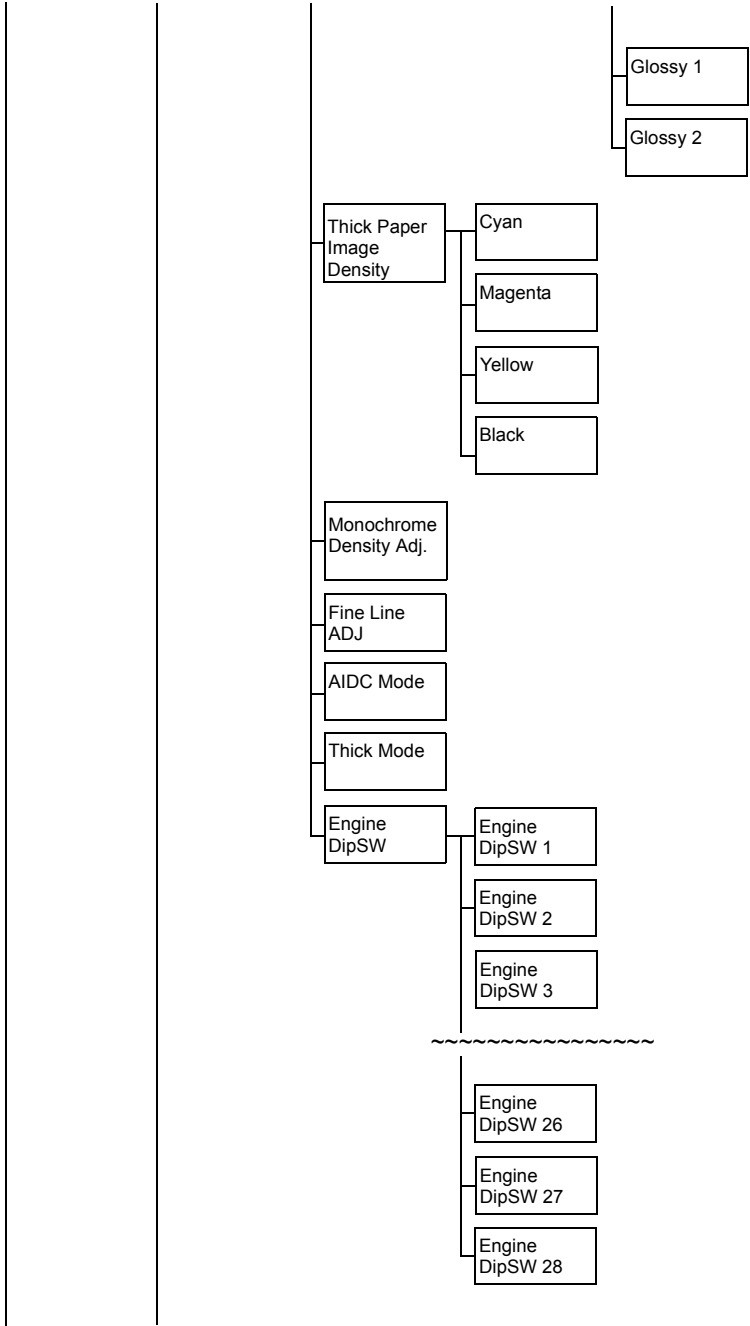 Glossy 1
Glossy 2
Thick Paper
Image
Density
Cyan
Magenta
Yellow
Black
Monochrome
Density Adj.
Fine Line
ADJ
AIDC Mode
Thick Mode
Engine
DipSW
Engine
DipSW 1
Engine
DipSW 2
Engine
DipSW 3
~~~~~~~~~~~~~~~~
Engine
DipSW 26
Engine
DipSW 27
Engine
DipSW 28